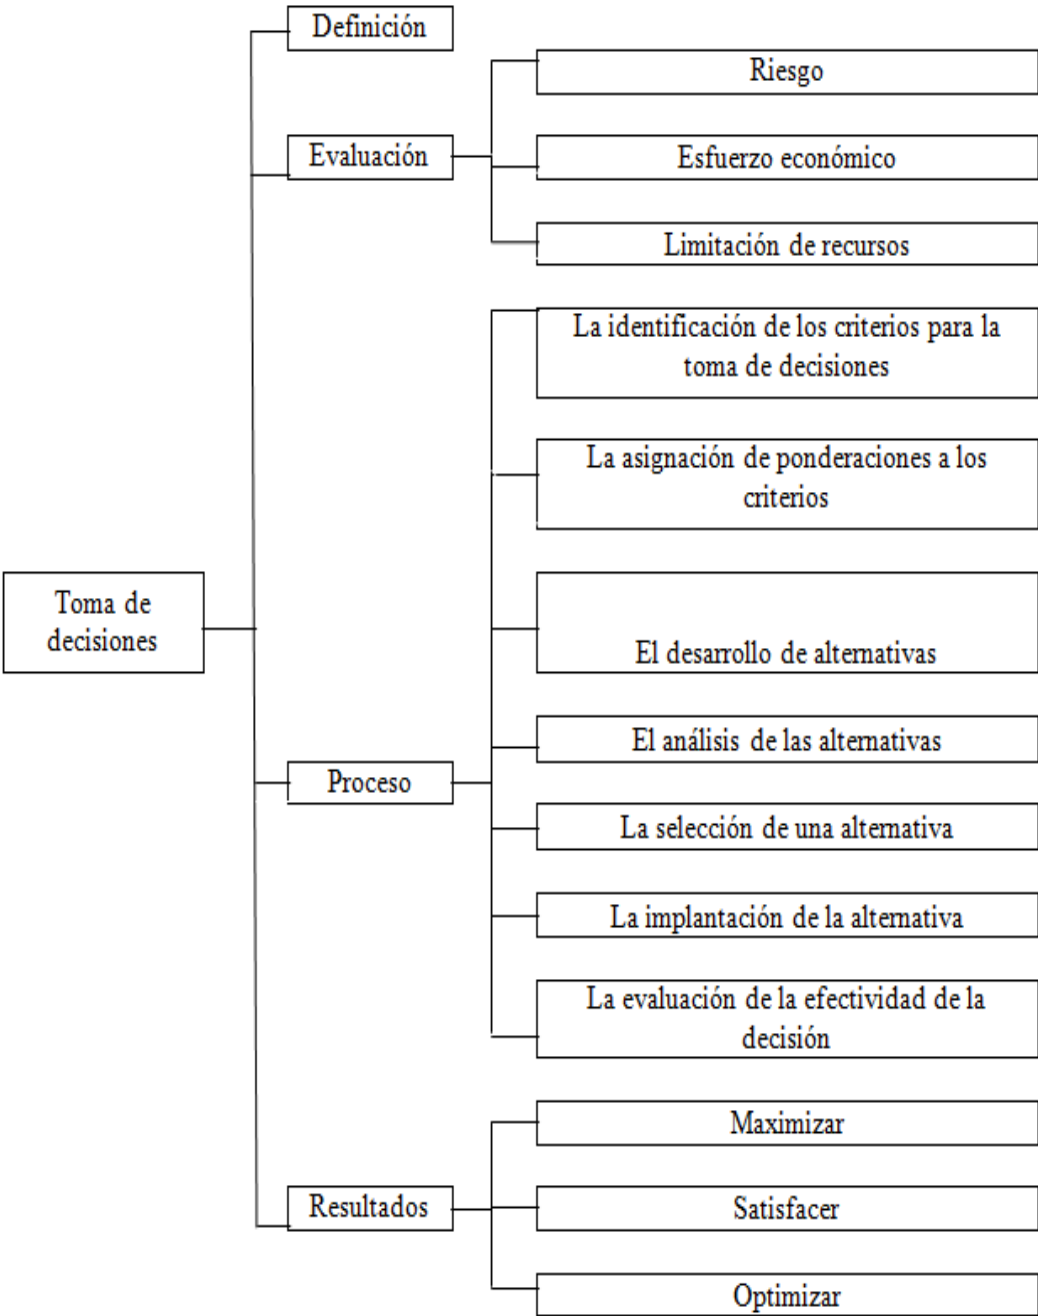 Toma de
decisiones
Definición
Evaluación
Riesgo
Esfuerzo económico
Limitación de recursos
Proceso
La identificación de los criterios para la
toma de decisiones
La asignación de ponderaciones a los
criterios
El desarrollo de alternativas
El análisis de las alternativas
La selección de una alternativa
La implantación de la alternativa
La evaluación de la efectividad de la
decisión
Resultados
Maximizar
Satisfacer
Optimizar